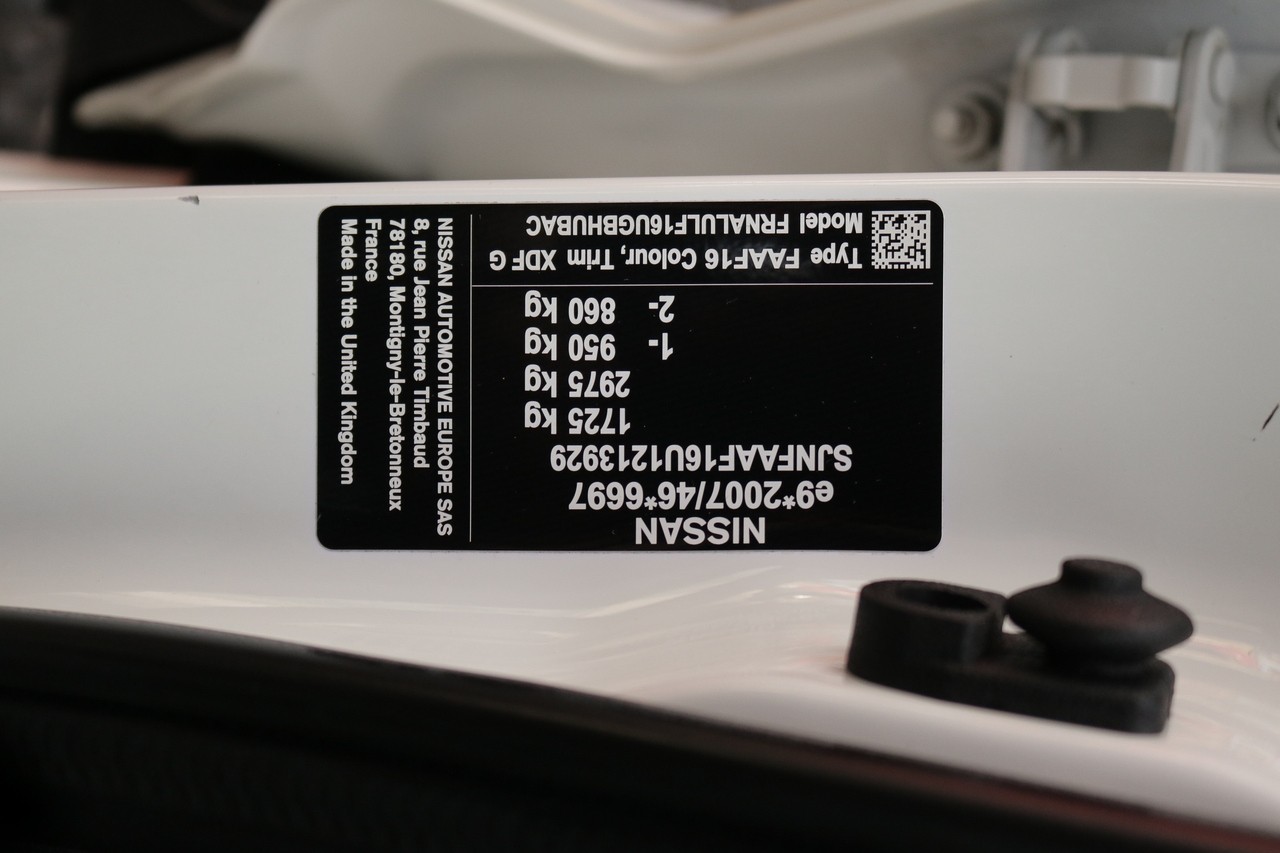 NISSAN
e9*2007/46*6697
SJNFAAF16U1213929
1725 kg
2975 kg
1- 950 kg
2- 860 kg
Type FAAF16 Colour,Trim XDF G
Model FRNALULF16UGBHUBAC
NISSAN AUTOMOTIVE EUROPE SAS
8, rue Jean Pierre Timbaud
78180, Montigny-le-Bretonneux
France
Made in the United Kingdom